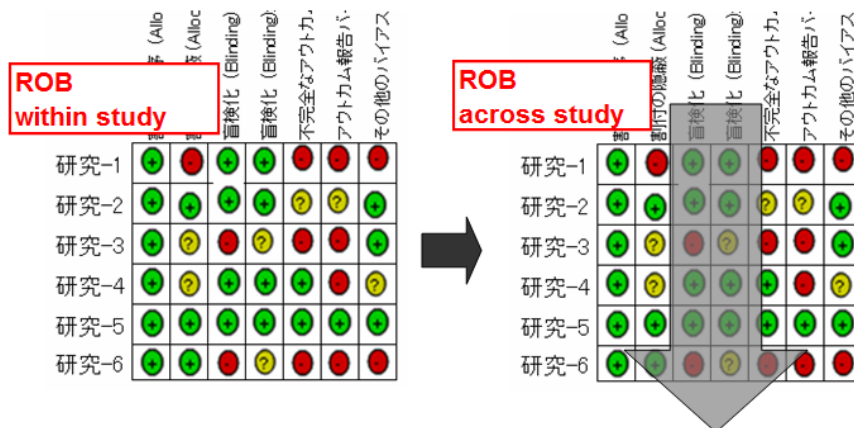 ROB
within study
(Allo
(Alloc
盲検化 (Blinding)
盲検化 (Blinding):
不完全なアウトカム
アウトカム報告バ
その他のバイアス
研究-1
研究-2
研究-3
研究-4
研究-5
研究-6
ROB
across study
(Allo
割付の隠蔽 (Alloc
盲検化 (Blinding)
盲検化 (Blinding)
不完全なアウトカ
アウトカム報告バ
その他のバイアス
研究-1
研究-2
研究-3
研究-4
研究-5
研究-6